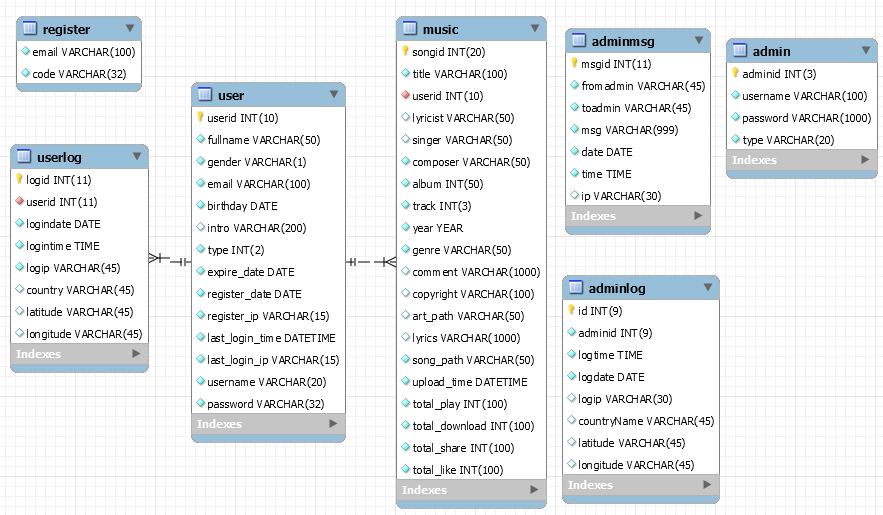 register
email VARCHAR(100)
code VARCHAR(32)
userlog
logid INT(11)
userid INT(11)
logindate DATE
logintime TIME
logip VARCHAR(45)
country VARCHAR(45)
latitude VARCHAR(45)
longitude VARCHAR(45)
Indexes
user
userid INT(10)
fullname VARCHAR(50)
gender VARCHAR(1)
email VARCHAR(100)
birthday DATE
intro VARCHAR(200)
type INT(2)
expire_date DATE
register_date DATE
register_ip VARCHAR(15)
last_login_time DATETIME
last_login_ip VARCHAR(15)
username VARCHAR(20)
password VARCHAR(32)
Indexes
music
songid INT(20)
title VARCHAR(100)
userid INT(10)
lyricist VARCHAR(50)
singer VARCHAR(50)
composer VARCHAR(50)
album INT(50)
track INT(3)
year YEAR
genre VARCHAR(50)
comment VARCHAR(1000)
copyright VARCHAR(100)
art_path VARCHAR(50)
lyrics VARCHAR(1000)
song_path VARCHAR(50)
upload_time DATETIME
total_play INT(100)
total_download INT(100)
total_share INT(100)
total_like INT(100)
Indexes
adminmsg
msgid INT(11)
fromadmin VARCHAR(45)
toadmin VARCHAR(45)
msg VARCHAR(999)
date DATE
time TIME
ip VARCHAR(30)
Indexes
admin
adminid INT(3)
username VARCHAR(100)
password VARCHAR(1000)
type VARCHAR(20)
Indexes
adminlog
id INT(9)
adminid INT(9)
logtime TIME
logdate DATE
logip VARCHAR(30)
countryName VARCHAR(45)
latitude VARCHAR(45)
longitude VARCHAR(45)
Indexes